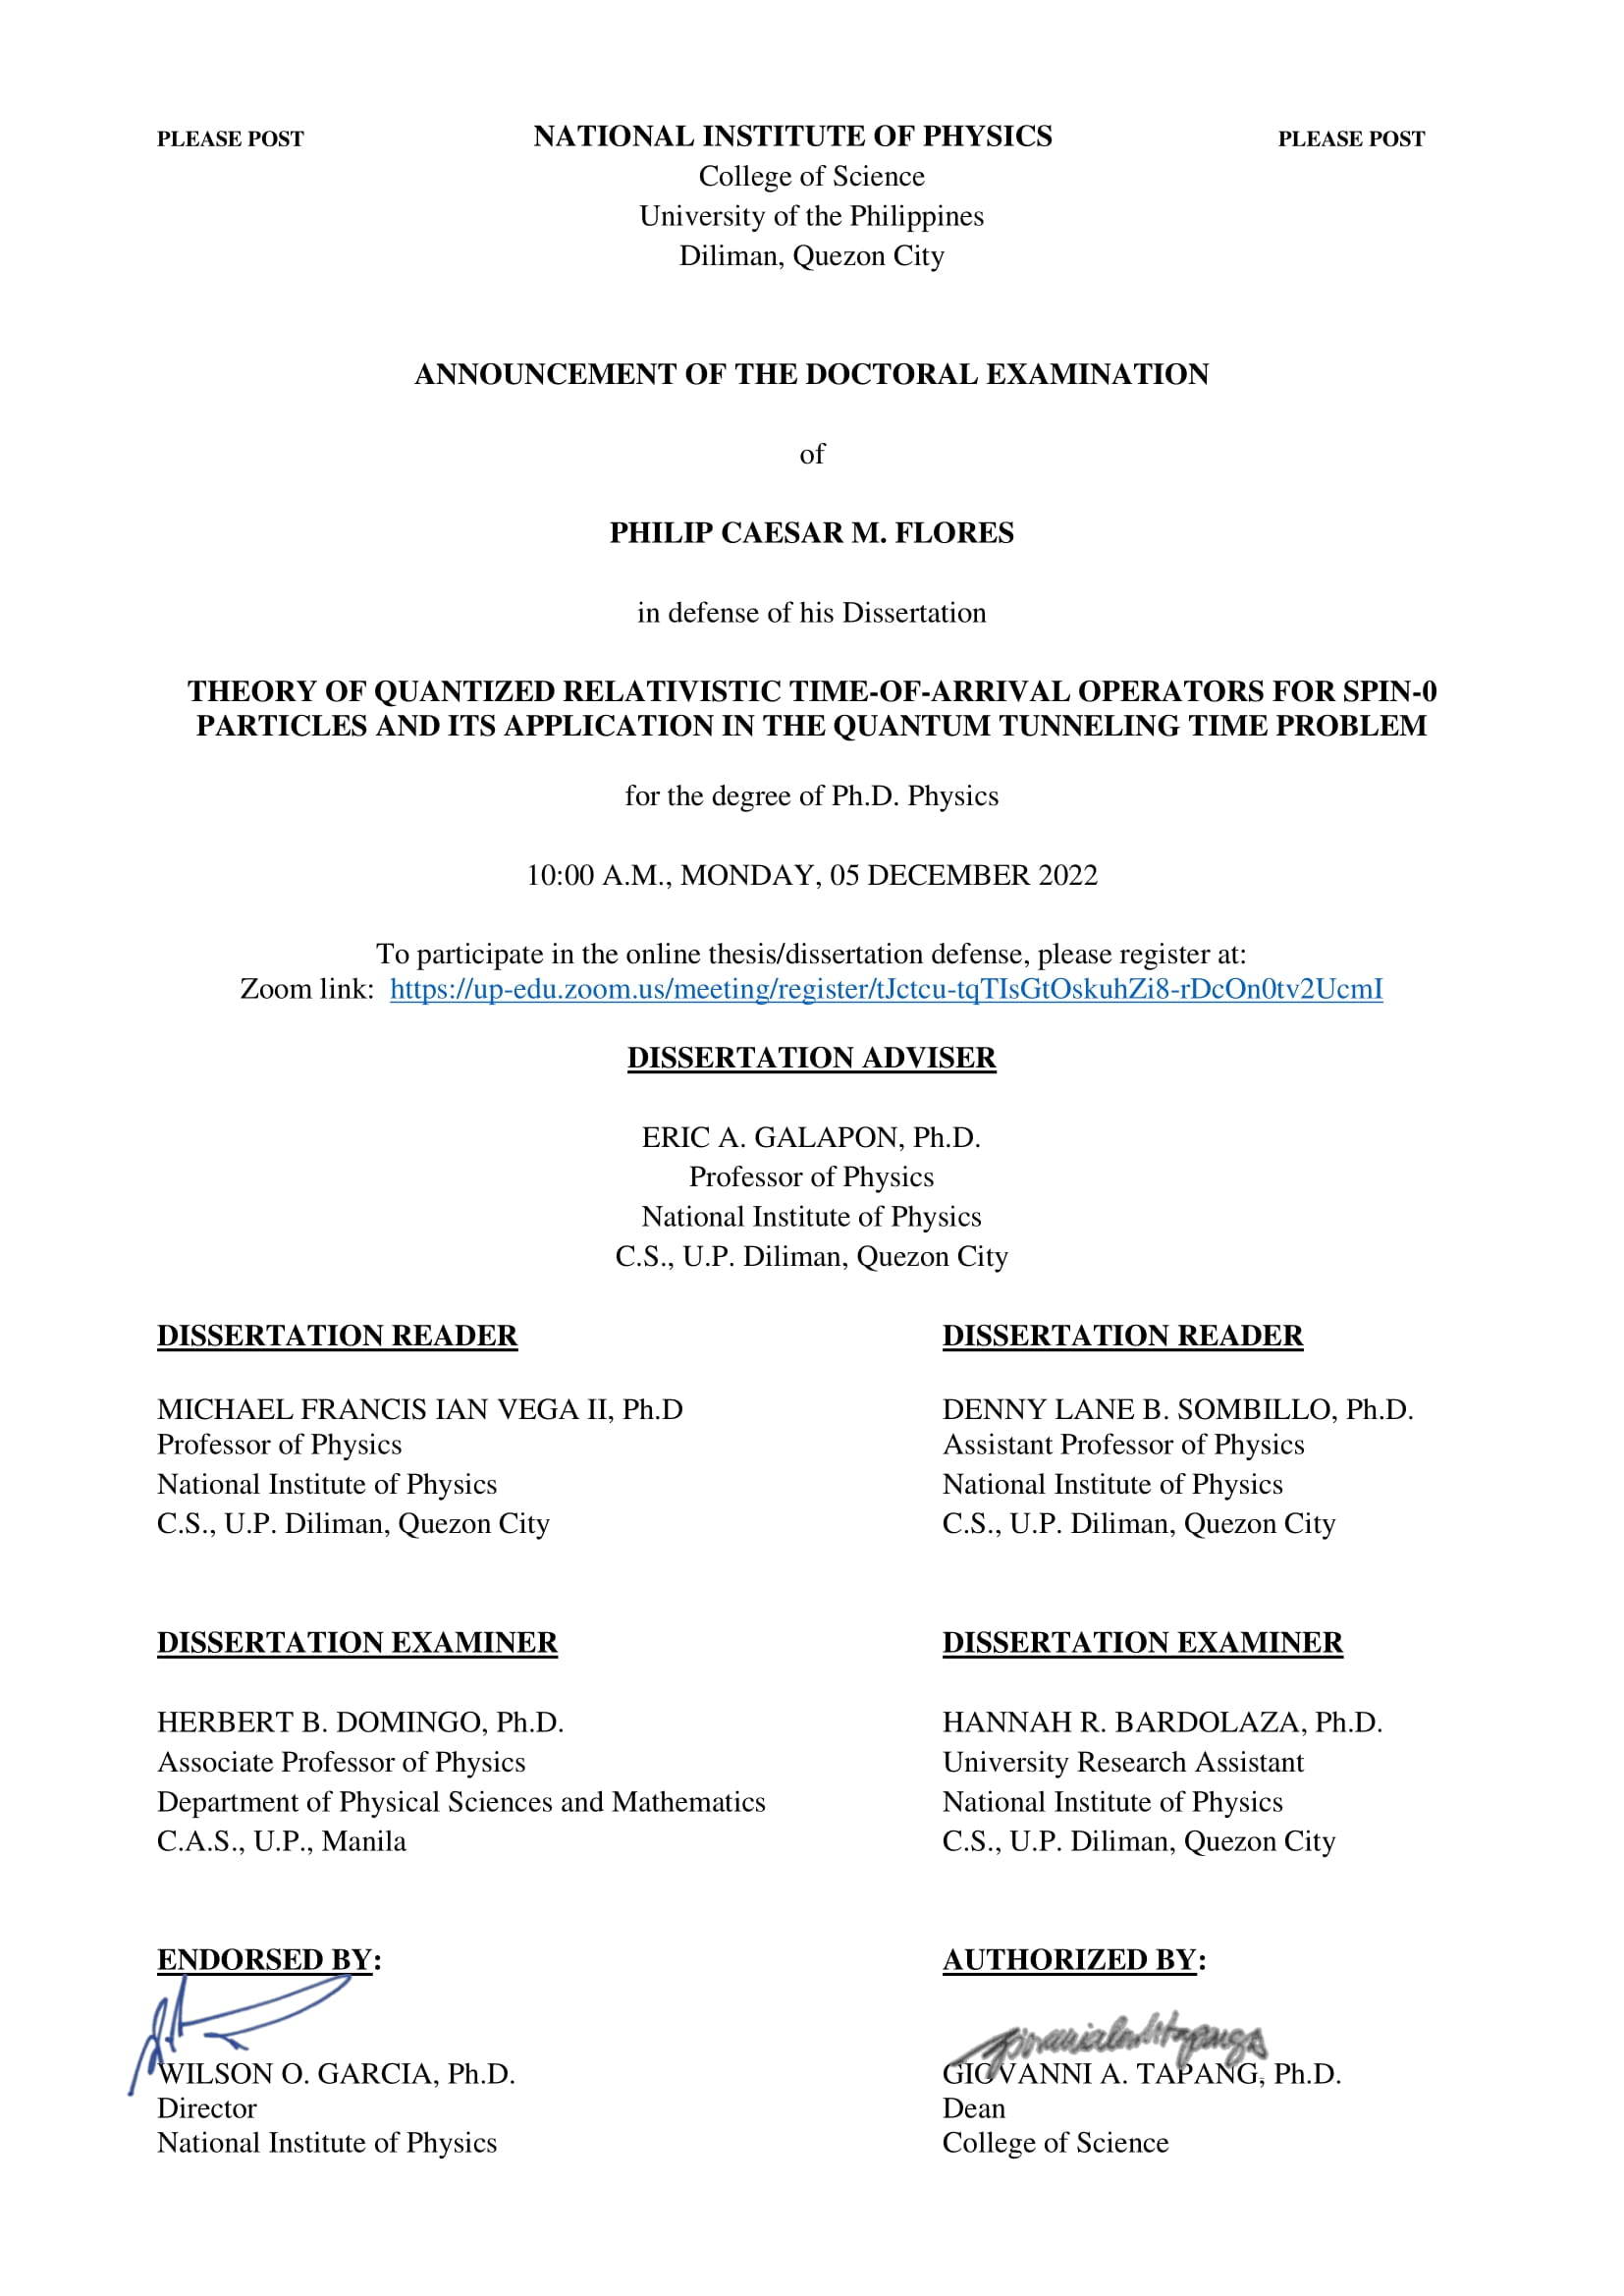 PLEASE POST NATIONAL INSTITUTE OF PHYSICS PLEASE POST
College of Science
University of the Philippines
Diliman, Quezon City
ANNOUNCEMENT OF THE DOCTORAL EXAMINATION
of
PHILIP CAESAR M. FLORES
in defense of his Dissertation
THEORY OF QUANTIZED RELATIVISTIC TIME-OF-ARRIVAL OPERATORS FOR SPIN-0
PARTICLES AND ITS APPLICATION IN THE QUANTUM TUNNELING TIME PROBLEM
for the degree of Ph.D. Physics
10:00 A.M., MONDAY, 05 DECEMBER 2022
To participate in the online thesis/dissertation defense, please register at:
Zoom link: https://up-edu.zoom.us/meeting/register/tJctcu-tqTIsGtOskuhZi8-rDcOn0tv2UcmI
DISSERTATION ADVISER
ERIC A. GALAPON, Ph.D.
Professor of Physics
National Institute of Physics
C.S., U.P. Diliman, Quezon City
DISSERTATION READER
MICHAEL FRANCIS IAN VEGA II, Ph.D
Professor of Physics
National Institute of Physics
C.S., U.P. Diliman, Quezon City
DISSERTATION READER
DENNY LANE B. SOMBILLO, Ph.D.
Assistant Professor of Physics
National Institute of Physics
C.S., U.P. Diliman, Quezon City
DISSERTATION EXAMINER
HERBERT B. DOMINGO, Ph.D.
Associate Professor of Physics
Department of Physical Sciences and Mathematics
C.A.S., U.P., Manila
DISSERTATION EXAMINER
HANNAH R. BARDOLAZA, Ph.D.
University Research Assistant
National Institute of Physics
C.S., U.P. Diliman, Quezon City
ENDORSED BY:
WILSON O. GARCIA, Ph.D.
Director
National Institute of Physics
AUTHORIZED BY:
GIOVANNI A. TAPANG, Ph.D.
Dean
College of Science